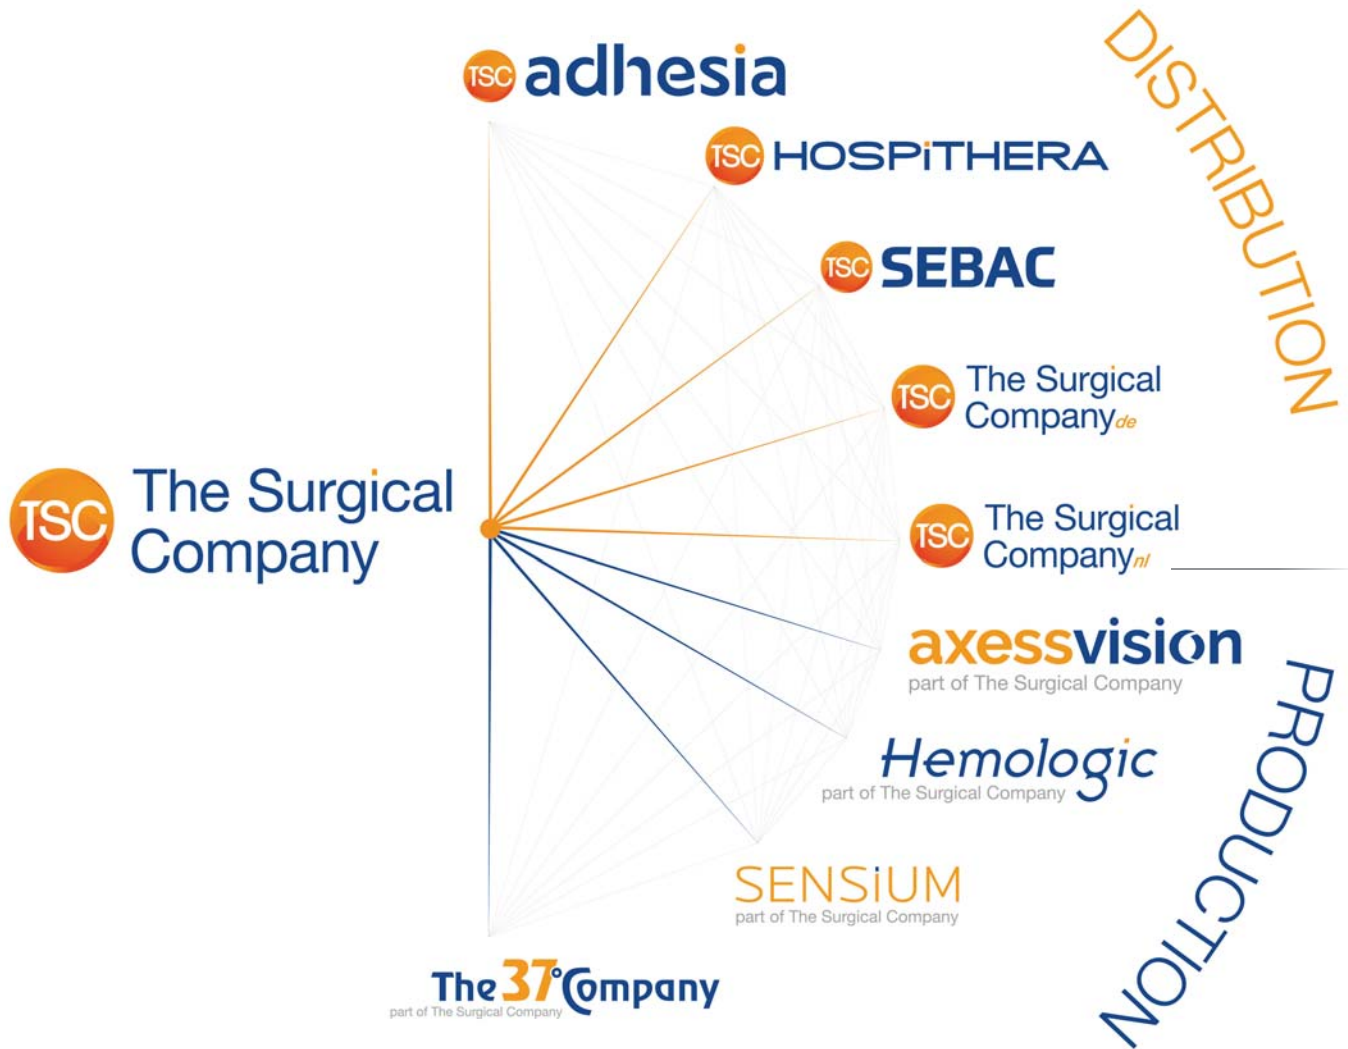 TSC adhesia
TSC HOSPiTHERA
TSC SEBAC
TSC The Surgical
Company de
TSC The Surgical
Company
TSC The Surgical
Company nl
axessvision
part of The Surgical Company
Hemologic
part of The Surgical Company
SENSiUM
part of The Surgical Company
The 37°Company
part of The Surgical Company
DISTRIBUTION
PRODUCTION